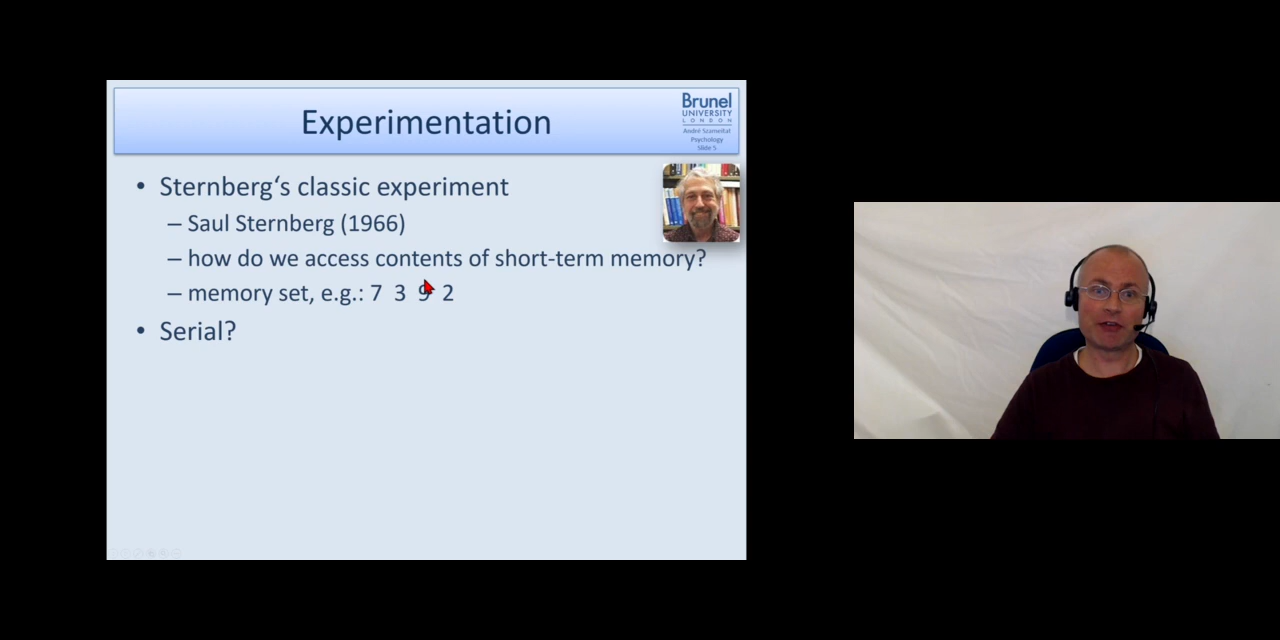 Experimentation
Brunel
UNIVERSITY
LONDON
André Szameitat
Psychology
Slide 5
• Sternberg‘s classic experiment
– Saul Sternberg (1966)
– how do we access contents of short-term memory?
– memory set, e.g.: 7 3 9 2
• Serial?